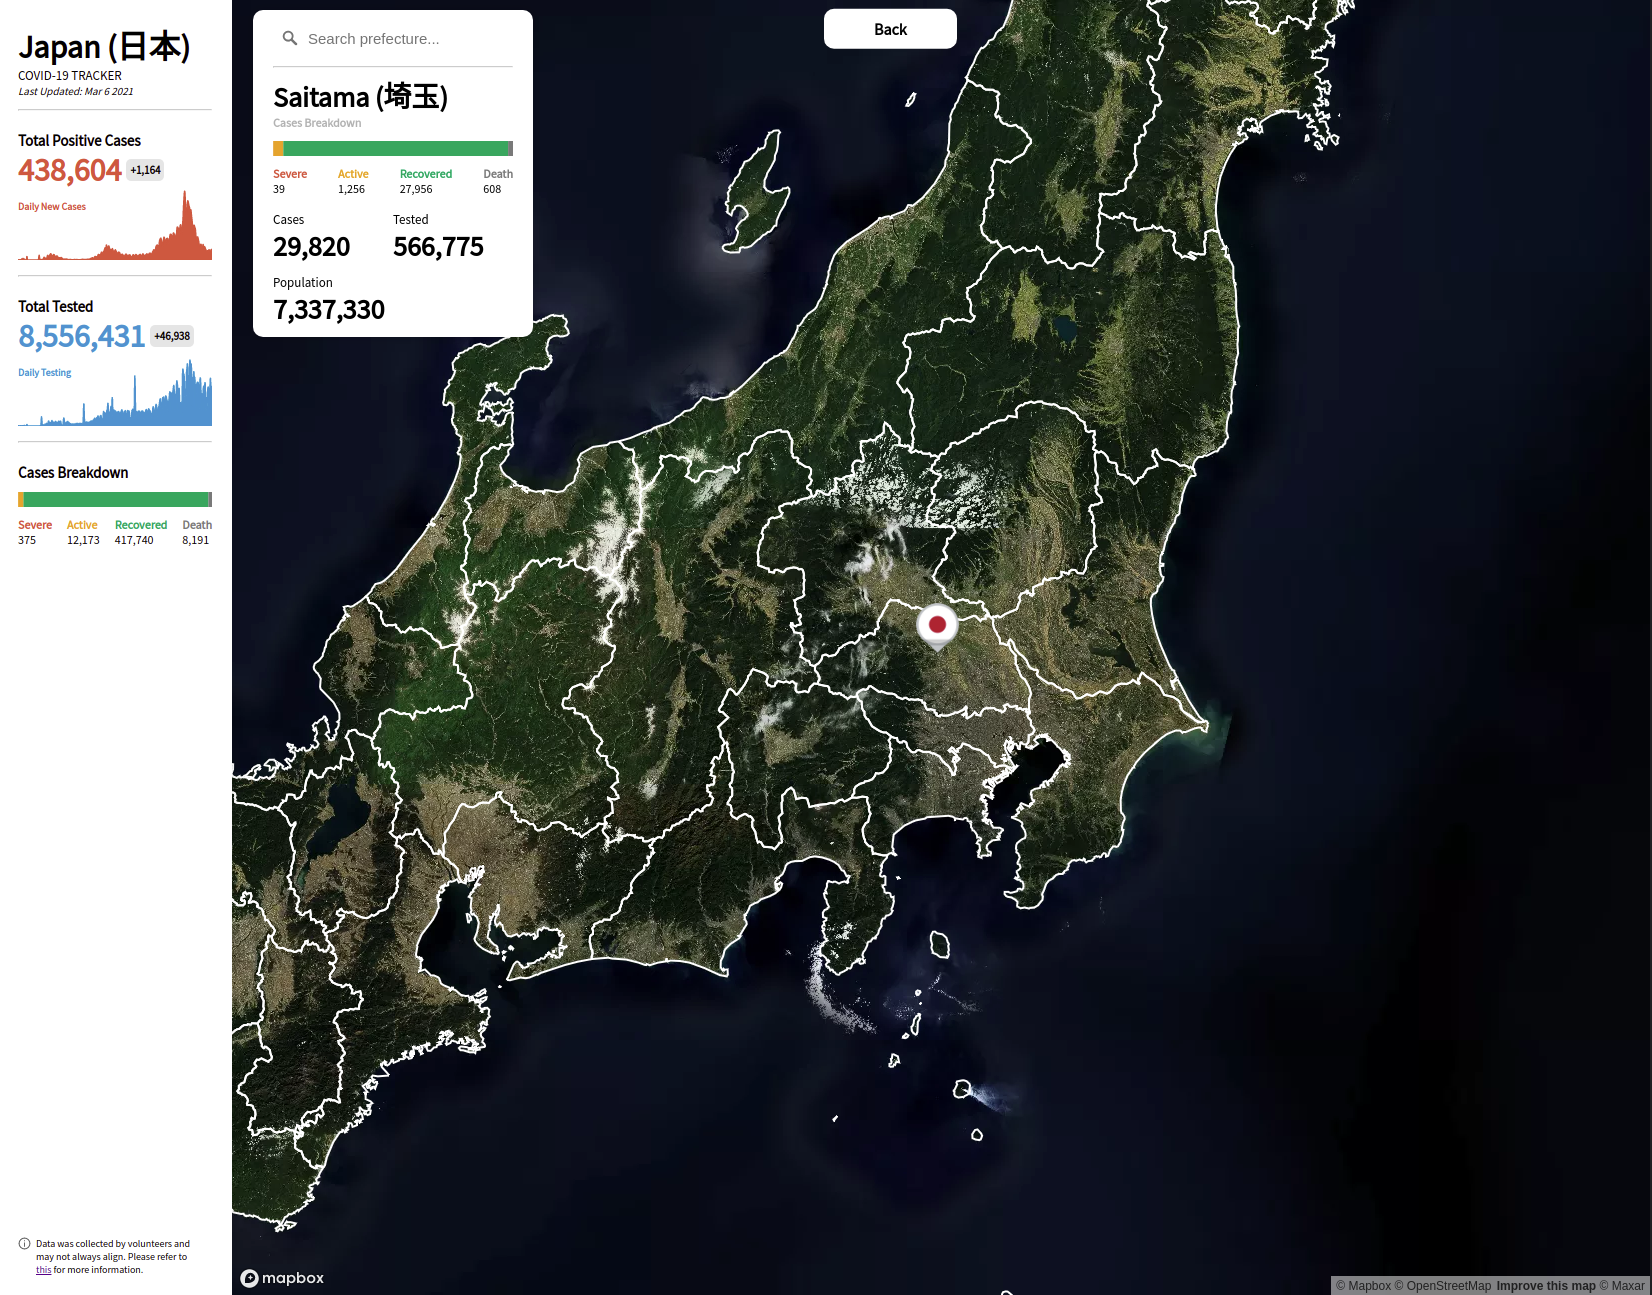 Japan (日本)
COVID-19 TRACKER
Last Updated: Mar 6 2021
Total Positive Cases
438,604 +1,164
Daily New Cases
Total Tested
8,556,431 +46,938
Daily Testing
Cases Breakdown
Severe Active Recovered Death
375 12,173 417,740 8,191
Data was collected by volunteers and
may not always align. Please refer to
this for more information.
Search prefecture...
Saitama (埼玉)
Cases Breakdown
Severe Active Recovered Death
39 1,256 27,956 608
Cases Tested
29,820 566,775
Population
7,337,330
Back
mapbox
© Mapbox © OpenStreetMap Improve this map © Maxar